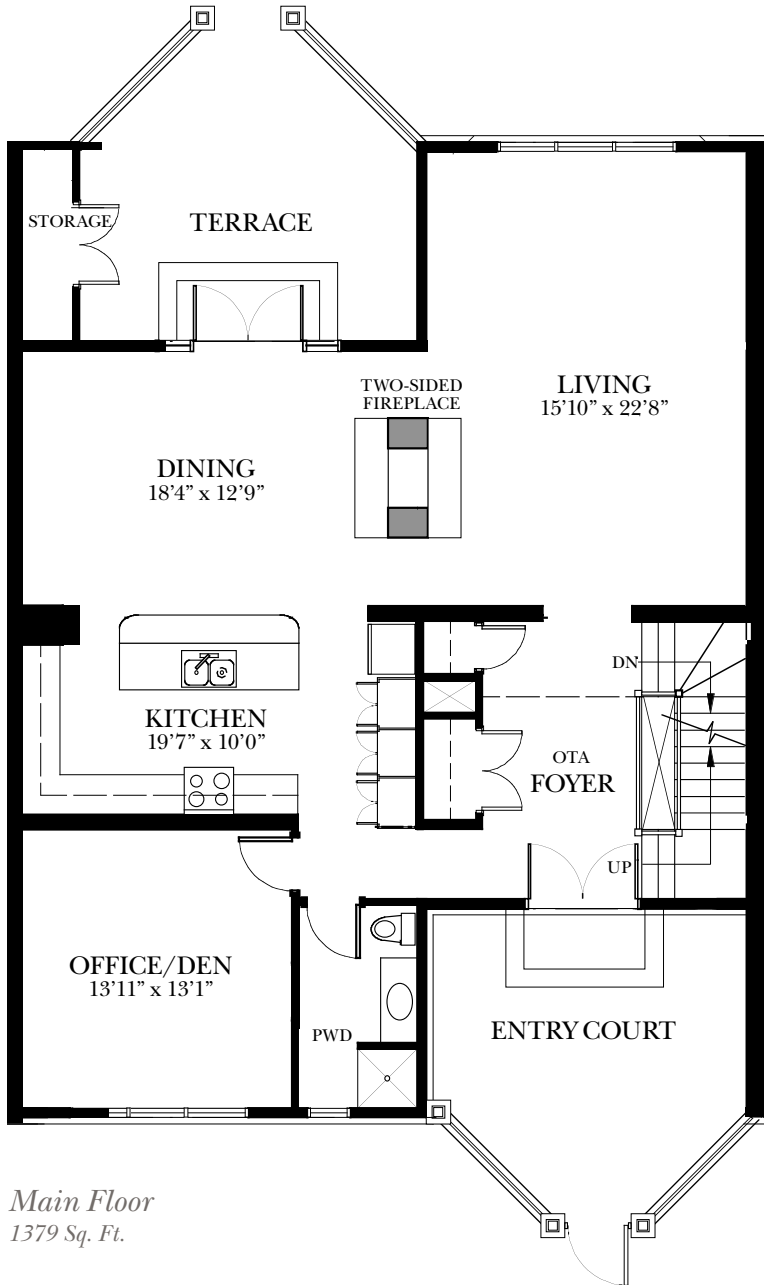 STORAGE
TERRACE
TWO-SIDED
FIREPLACE
LIVING
15’10” x 22’8”
DINING
18’4” x 12’9”
DN
KITCHEN
19’7” x 10’0”
OTA
FOYER
UP
OFFICE/DEN
13’11” x 13’1”
PWD
ENTRY COURT
Main Floor
1379 Sq. Ft.